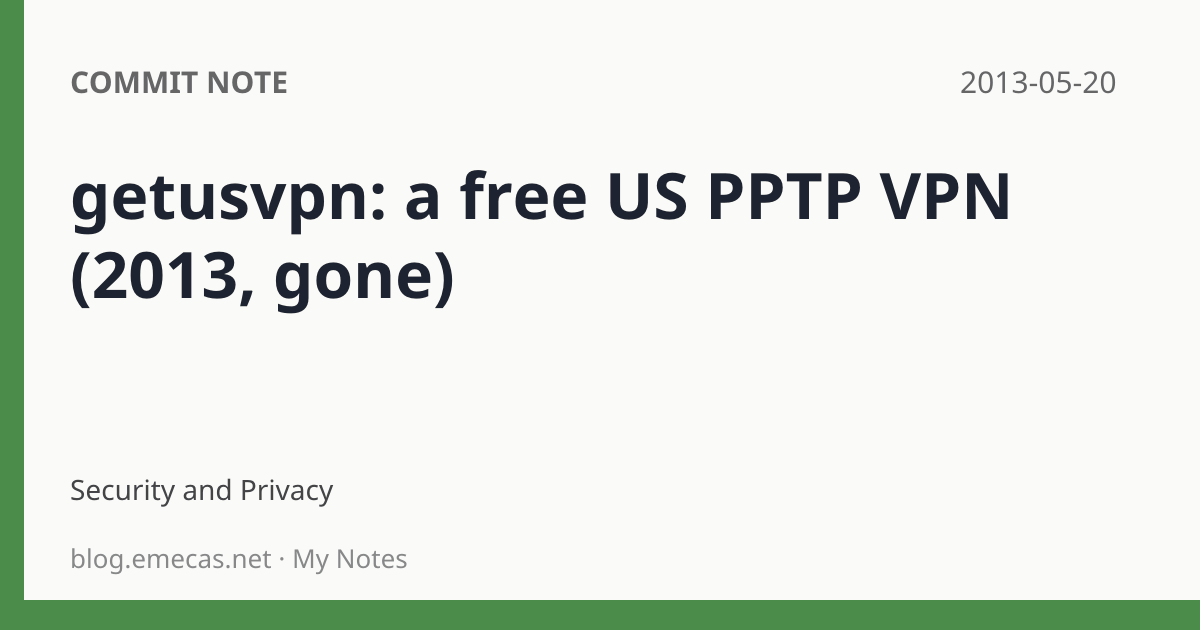 COMMIT NOTE
2013-05-20
getusvpn: a free US PPTP VPN
(2013, gone)
Security and Privacy
blog.emecas.net · My Notes